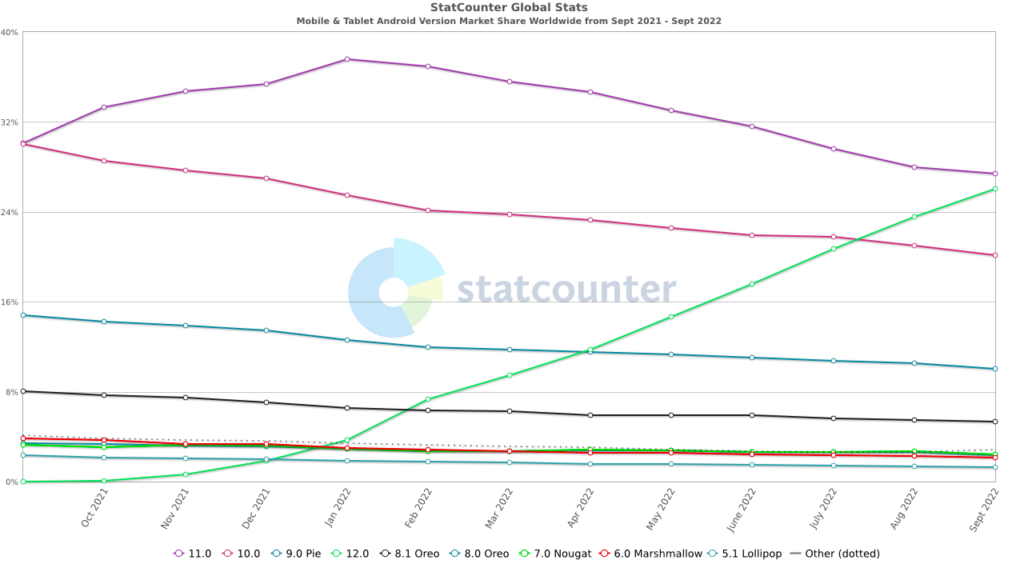 StatCounter Global Stats
Mobile & Tablet Android Version Market Share Worldwide from Sept 2021 - Sept 2022
40%
32%
24%
16%
8%
0%
statcounter
Oct 2021 Nov 2021 Dec 2021 Jan 2022 Feb 2022 Mar 2022 Apr 2022 May 2022 June 2022 July 2022 Aug 2022 Sept 2022
11.0 10.0 9.0 Pie 12.0 8.1 Oreo 8.0 Oreo 7.0 Nougat 6.0 Marshmallow 5.1 Lollipop Other (dotted)